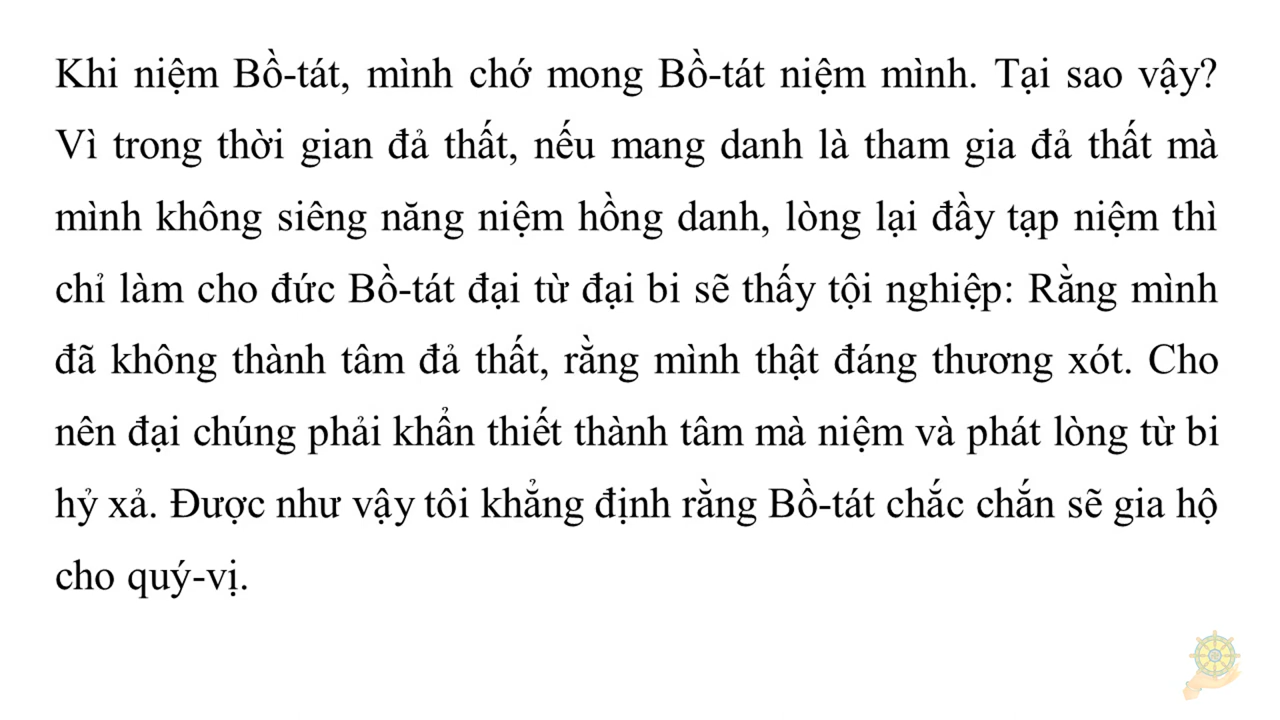 Khi niệm Bồ-tát, mình chớ mong Bồ-tát niệm mình. Tại sao vậy?
Vì trong thời gian đả thất, nếu mang danh là tham gia đả thất mà
mình không siêng năng niệm hồng danh, lòng lại đầy tạp niệm thì
chỉ làm cho đức Bồ-tát đại từ đại bi sẽ thấy tội nghiệp: Rằng mình
đã không thành tâm đả thất, rằng mình thật đáng thương xót. Cho
nên đại chúng phải khẩn thiết thành tâm mà niệm và phát lòng từ bi
hỷ xả. Được như vậy tôi khẳng định rằng Bồ-tát chắc chắn sẽ gia hộ
cho quý-vị.